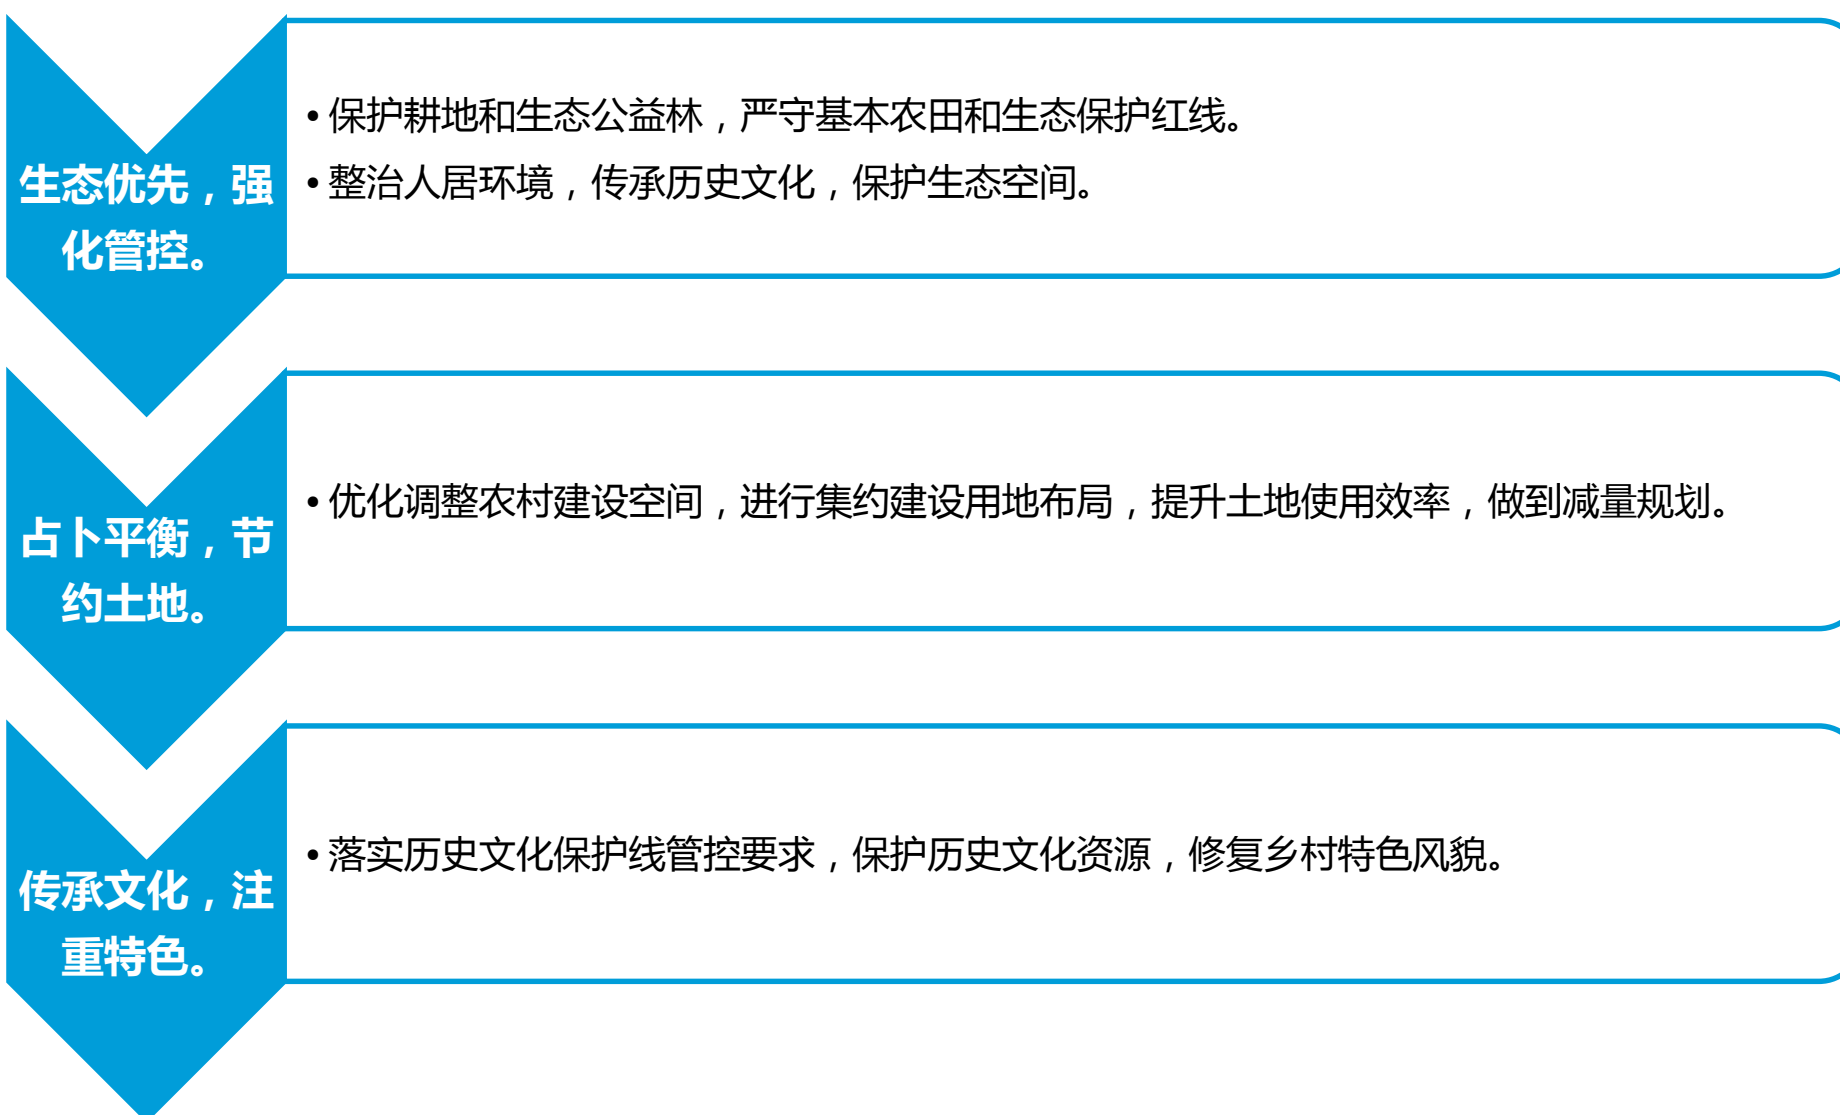 生态优先，强
化管控。
• 保护耕地和生态公益林，严守基本农田和生态保护红线。
• 整治人居环境，传承历史文化，保护生态空间。
占卜平衡，节
约土地。
• 优化调整农村建设空间，进行集约建设用地布局，提升土地使用效率，做到减量规划。
传承文化，注
重特色。
• 落实历史文化保护线管控要求，保护历史文化资源，修复乡村特色风貌。